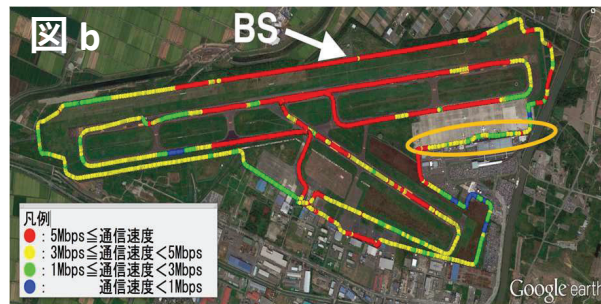 図 b
BS
凡例
● : 5Mbps≦通信速度
● : 3Mbps≦通信速度<5Mbps
● : 1Mbps≦通信速度<3Mbps
● : 通信速度<1Mbps
Google earth